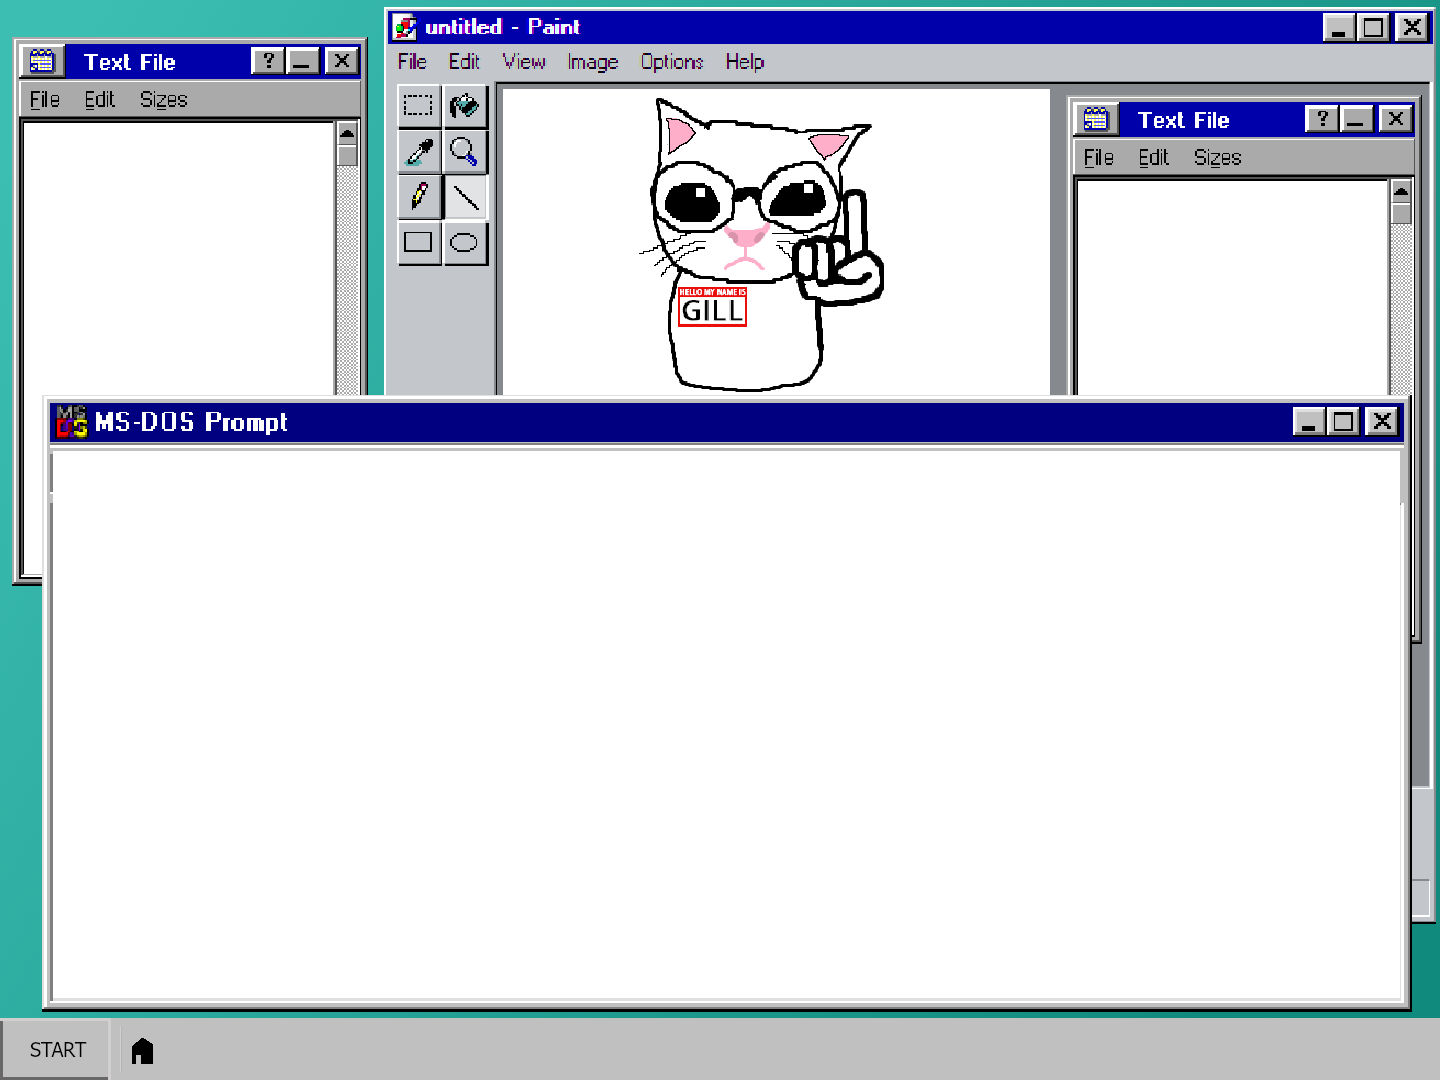 untitled - Paint
File Edit View Image Options Help
Text File
File Edit Sizes
Text File
File Edit Sizes
HELLO MY NAME IS
GILL
MS-DOS Prompt
START